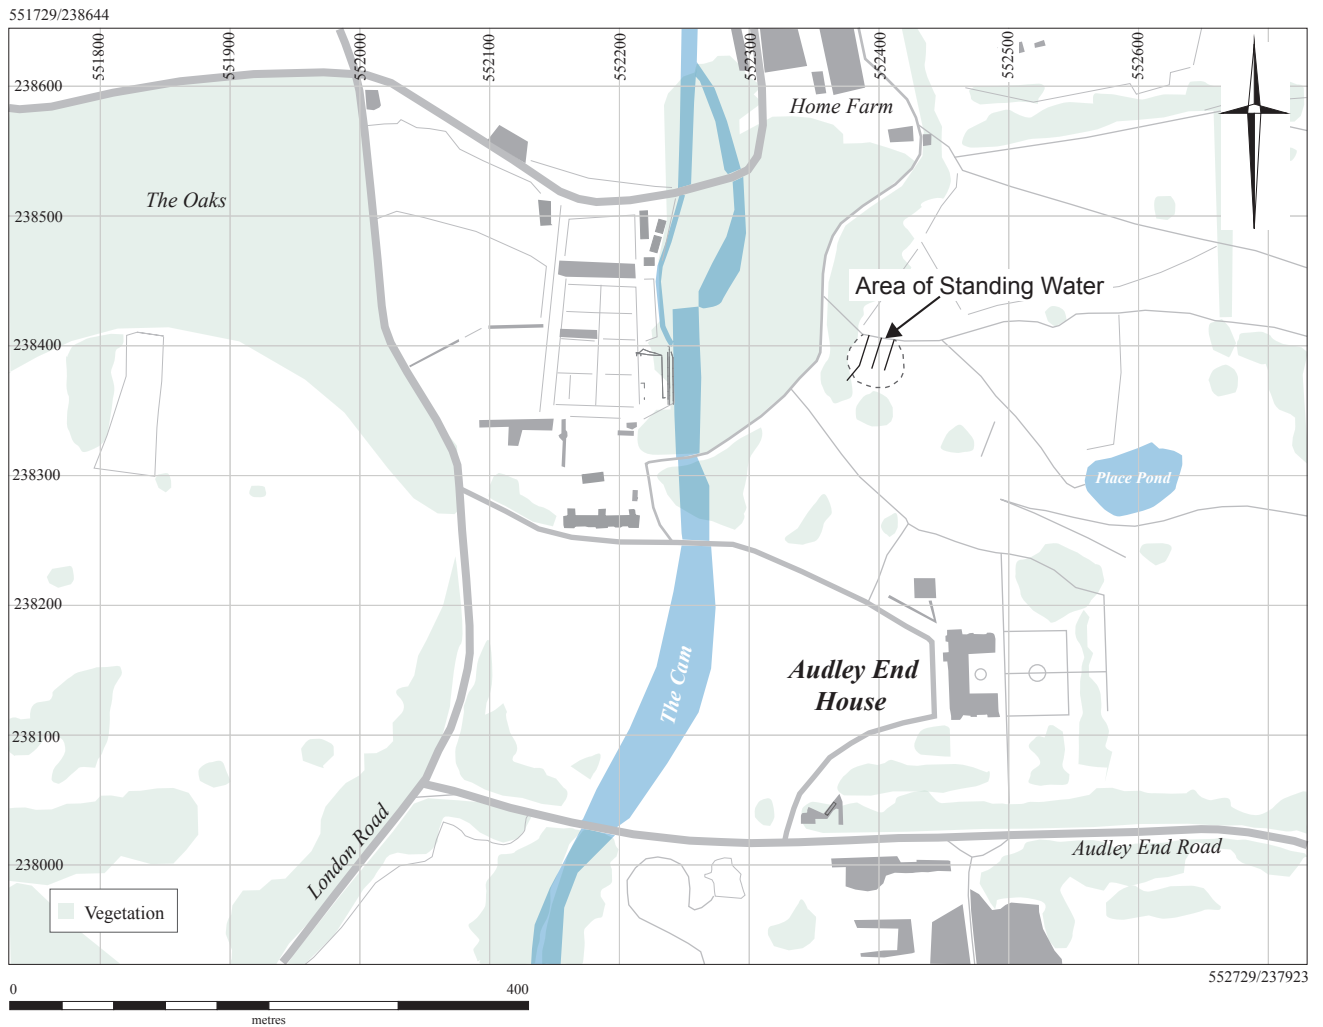 551729/238644
551800
551900
552000
552100
552200
552300
552400
552500
552600
238600
Home Farm
The Oaks
238500
Area of Standing Water
238400
238300
Place Pond
238200
The Cam
Audley End
House
238100
London Road
Audley End Road
238000
Vegetation
552729/237923
0
400
metres